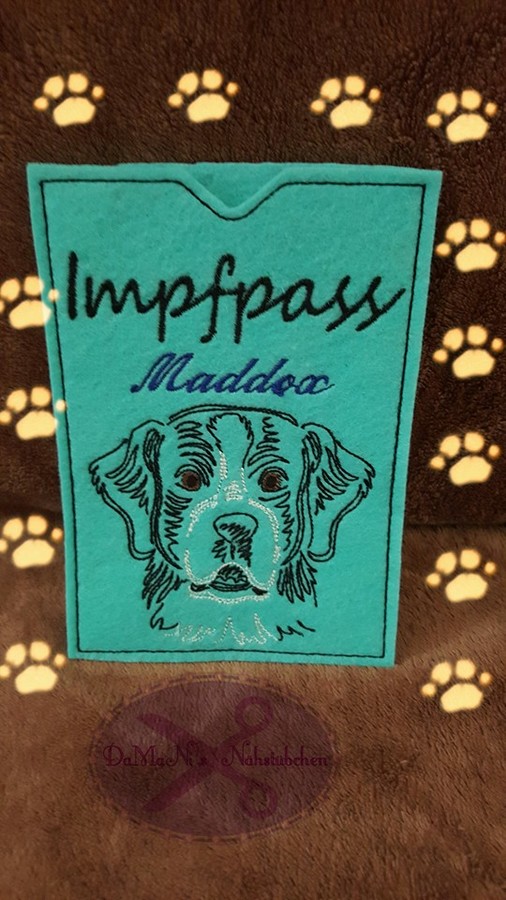 Impfpass
Maddox
DaMaNi's Nähstübchen